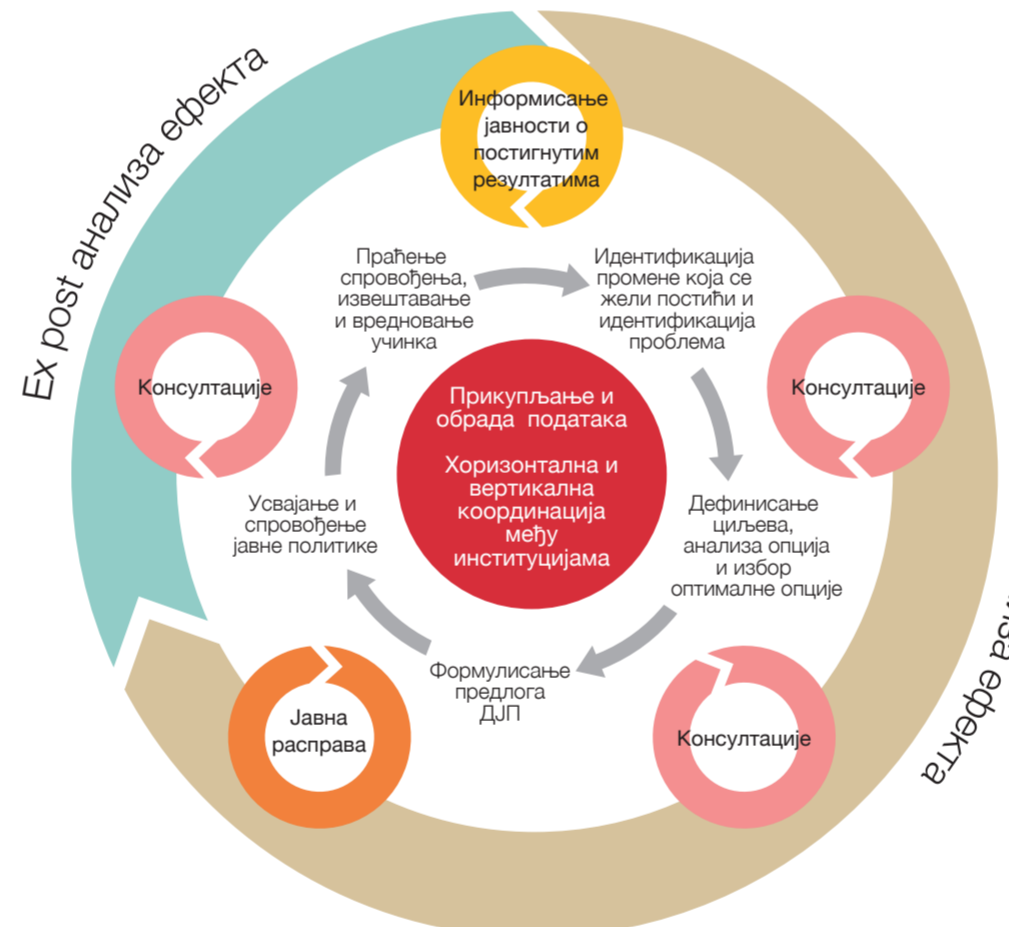 Ex post анализа ефекта
Информисање
јавности о
постигнутим
резултатима
Праћење
спровођења,
извештавање
и вредновање
учинка
Идентификација
промене која се
жели постићи и
идентификација
проблема
Консултације
Консултације
Прикупљање и
обрада података
Хоризонтална и
вертикална
координација
међу
институцијама
Усвајање и
спровођење
јавне политике
Дефинисање
циљева,
анализа опција
и избор
оптималне опције
Формулисање
предлога
ДЈП
Јавна
расправа
Консултације
ефекта